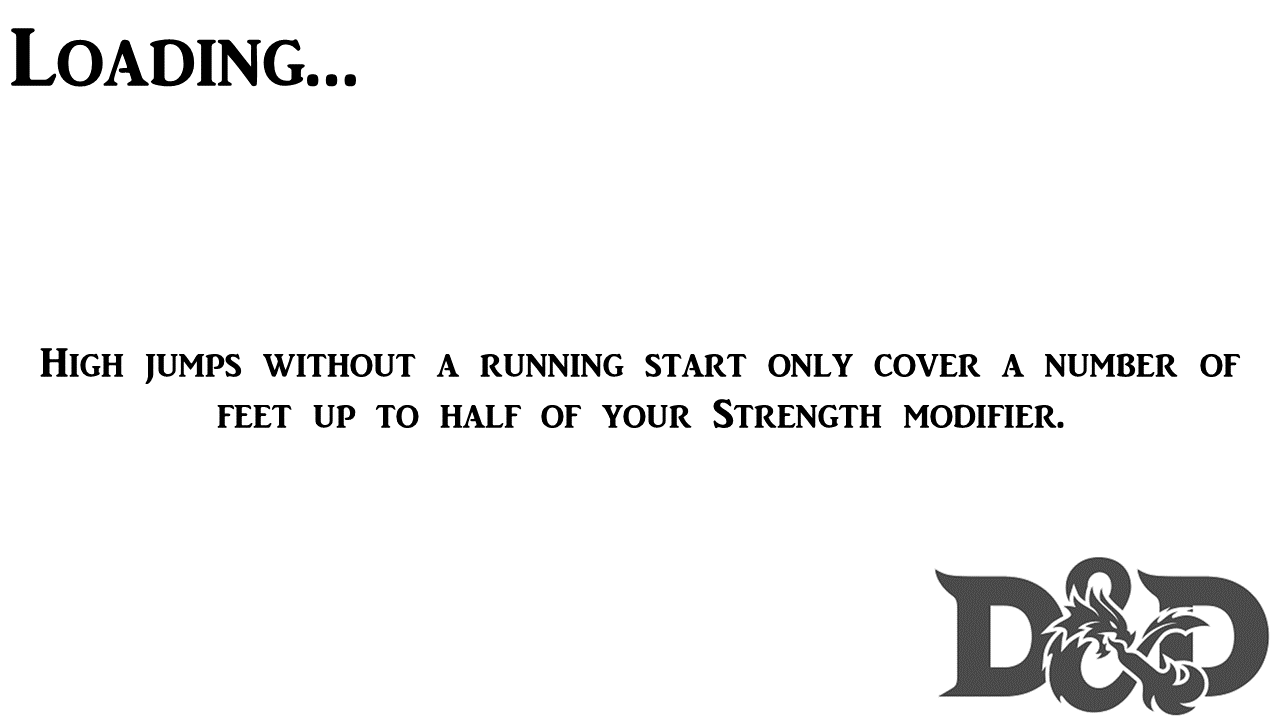 Loading...
High jumps without a running start only cover a number of
feet up to half of your Strength modifier.
D&D